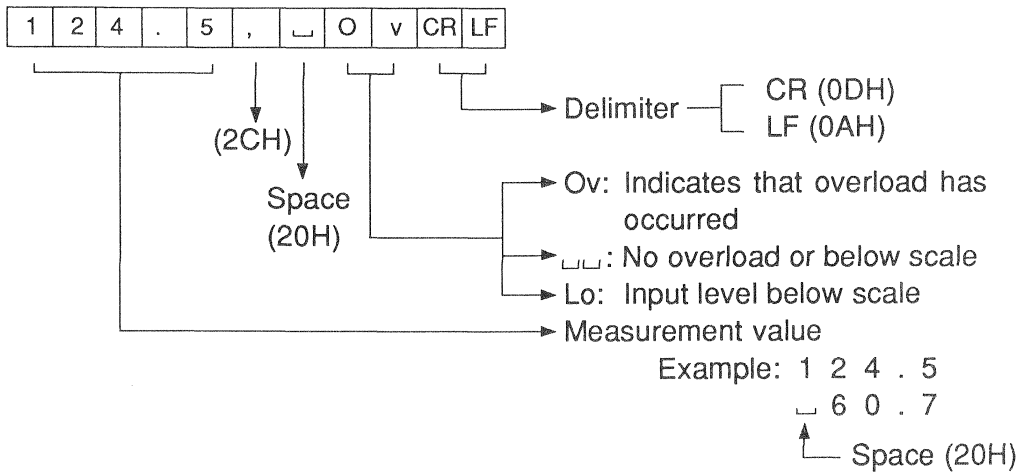 1 2 4 . 5 , ␣ O v CR LF
Delimiter CR (0DH)
LF (0AH)
(2CH)
Space
(20H)
Ov: Indicates that overload has
occurred
␣␣: No overload or below scale
Lo: Input level below scale
Measurement value
Example: 1 2 4 . 5
␣ 6 0 . 7
Space (20H)